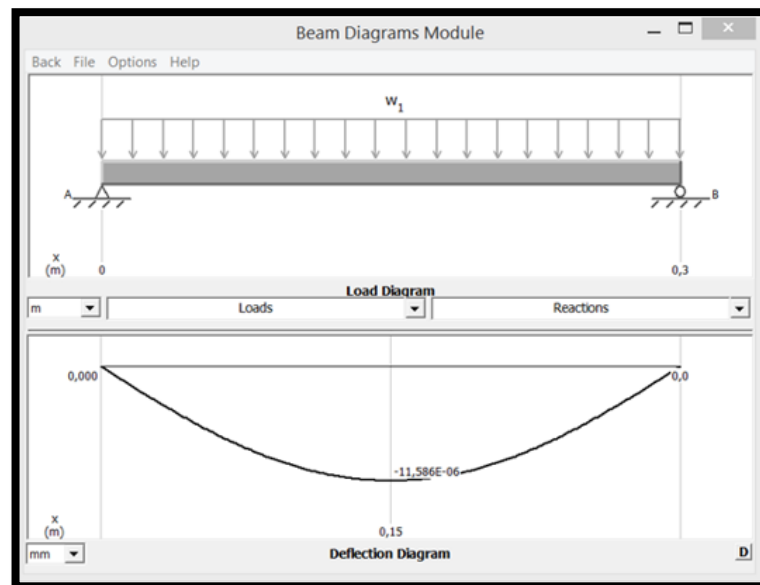 Beam Diagrams Module
Back File Options Help
W1
A B
x
(m) 0 0,3
Load Diagram
m Loads Reactions
0,000 0,0
-11,586E-06
x
(m) 0,15
mm Deflection Diagram D